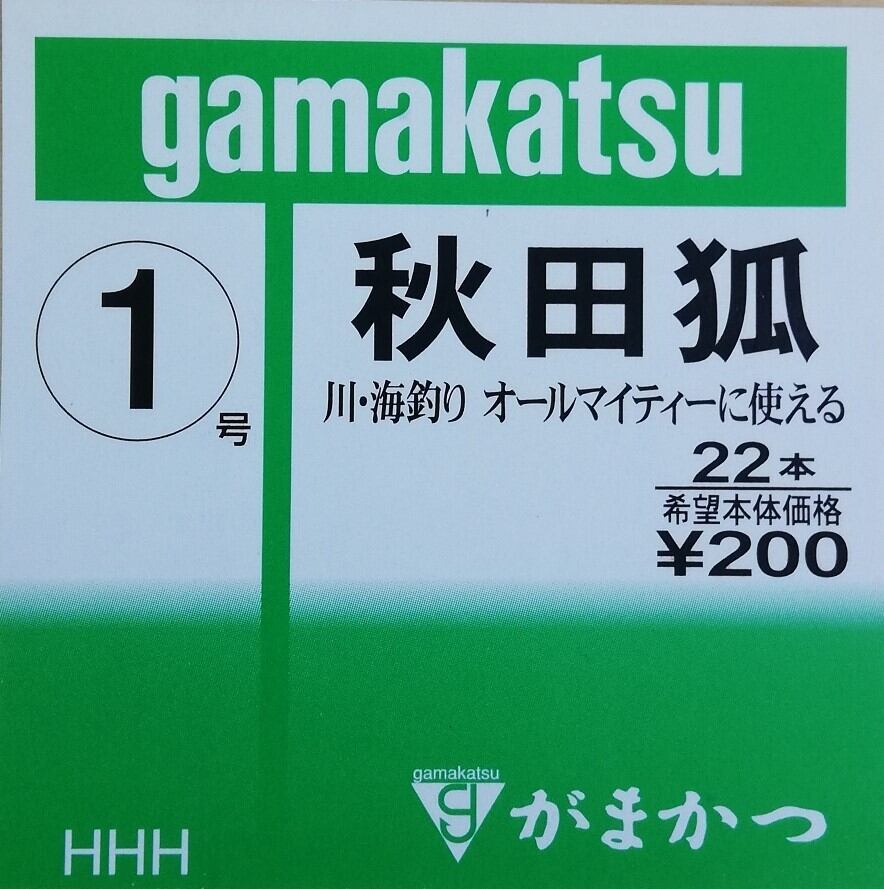 gamakatsu
1号
秋田狐
川・海釣り オールマイティーに使える
22本
希望本体価格
¥200
gamakatsu
がまかつ
HHH